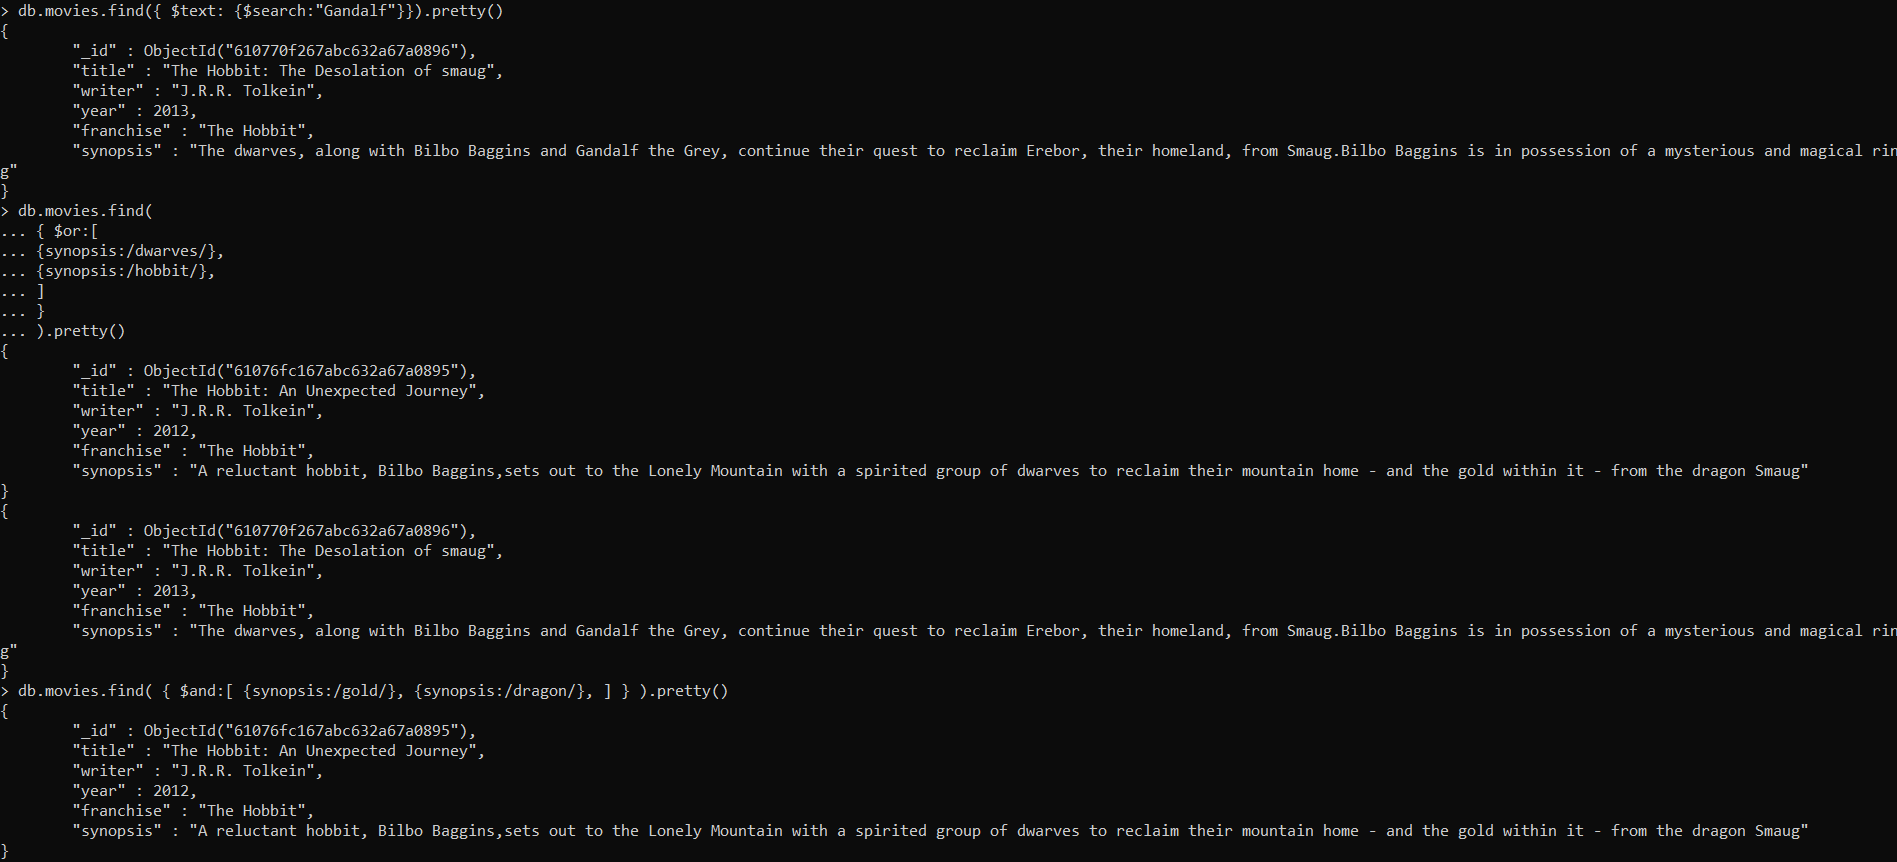 > db.movies.find({ $text: {$search:"Gandalf"}}).pretty()
{
        "_id" : ObjectId("610770f267abc632a67a0896"),
        "title" : "The Hobbit: The Desolation of smaug",
        "writer" : "J.R.R. Tolkein",
        "year" : 2013,
        "franchise" : "The Hobbit",
        "synopsis" : "The dwarves, along with Bilbo Baggins and Gandalf the Grey, continue their quest to reclaim Erebor, their homeland, from Smaug.Bilbo Baggins is in possession of a mysterious and magical rin
g"
}
> db.movies.find(
... { $or:[
... {synopsis:/dwarves/},
... {synopsis:/hobbit/},
... ]
... }
... ).pretty()
{
        "_id" : ObjectId("61076fc167abc632a67a0895"),
        "title" : "The Hobbit: An Unexpected Journey",
        "writer" : "J.R.R. Tolkein",
        "year" : 2012,
        "franchise" : "The Hobbit",
        "synopsis" : "A reluctant hobbit, Bilbo Baggins,sets out to the Lonely Mountain with a spirited group of dwarves to reclaim their mountain home - and the gold within it - from the dragon Smaug"
}
{
        "_id" : ObjectId("610770f267abc632a67a0896"),
        "title" : "The Hobbit: The Desolation of smaug",
        "writer" : "J.R.R. Tolkein",
        "year" : 2013,
        "franchise" : "The Hobbit",
        "synopsis" : "The dwarves, along with Bilbo Baggins and Gandalf the Grey, continue their quest to reclaim Erebor, their homeland, from Smaug.Bilbo Baggins is in possession of a mysterious and magical rin
g"
}
> db.movies.find( { $and:[ {synopsis:/gold/}, {synopsis:/dragon/}, ] } ).pretty()
{
        "_id" : ObjectId("61076fc167abc632a67a0895"),
        "title" : "The Hobbit: An Unexpected Journey",
        "writer" : "J.R.R. Tolkein",
        "year" : 2012,
        "franchise" : "The Hobbit",
        "synopsis" : "A reluctant hobbit, Bilbo Baggins,sets out to the Lonely Mountain with a spirited group of dwarves to reclaim their mountain home - and the gold within it - from the dragon Smaug"
}